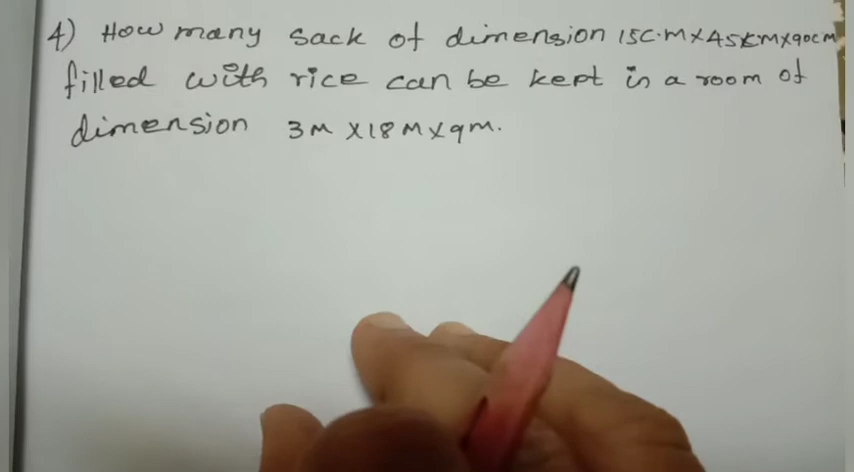 4) How many sack of dimension 15C.M×45CM×90CM
filled with rice can be kept in a room of
dimension 3M ×18M×9M.